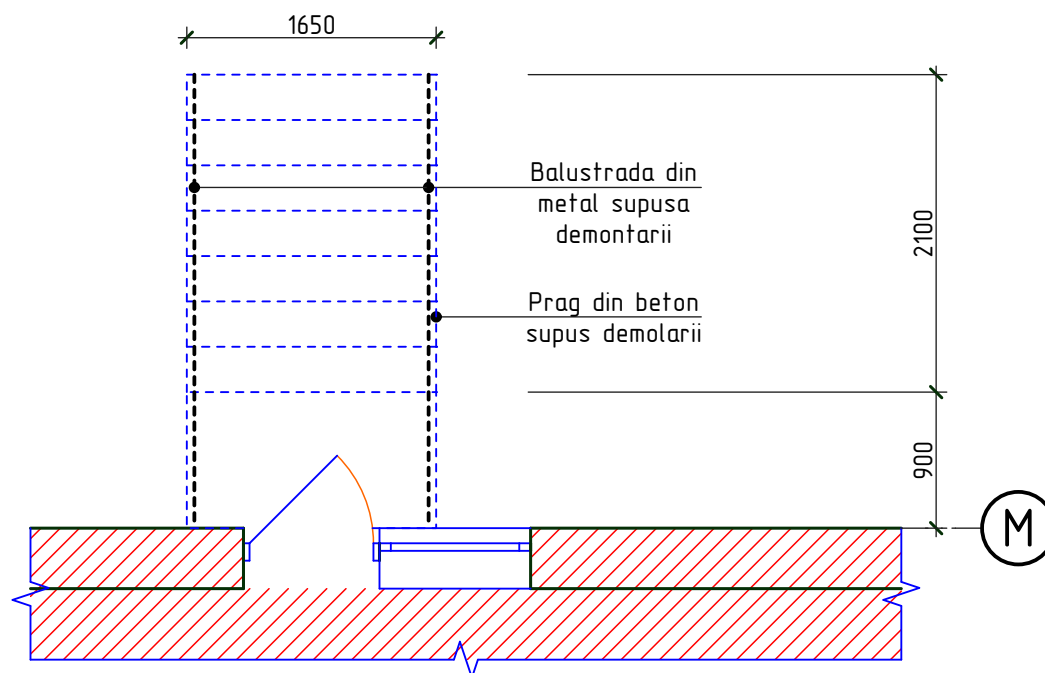 1650
Balustrada din
metal supusa
demontarii
2100
Prag din beton
supus demolarii
900
M